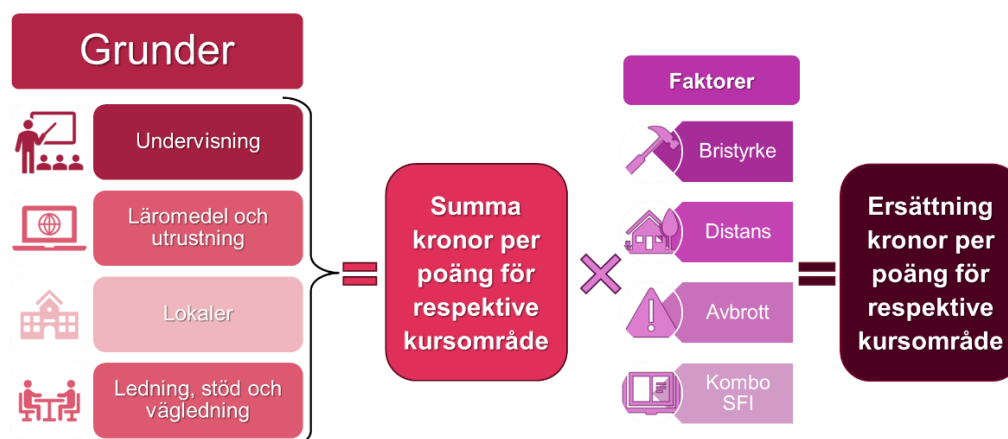 Grunder
Undervisning
Läromedel och
utrustning
Lokaler
Ledning, stöd och
vägledning
=
Summa
kronor per
poäng för
respektive
kursområde
×
Faktorer
Bristyrke
Distans
Avbrott
Kombo
SFI
=
Ersättning
kronor per
poäng för
respektive
kursområde